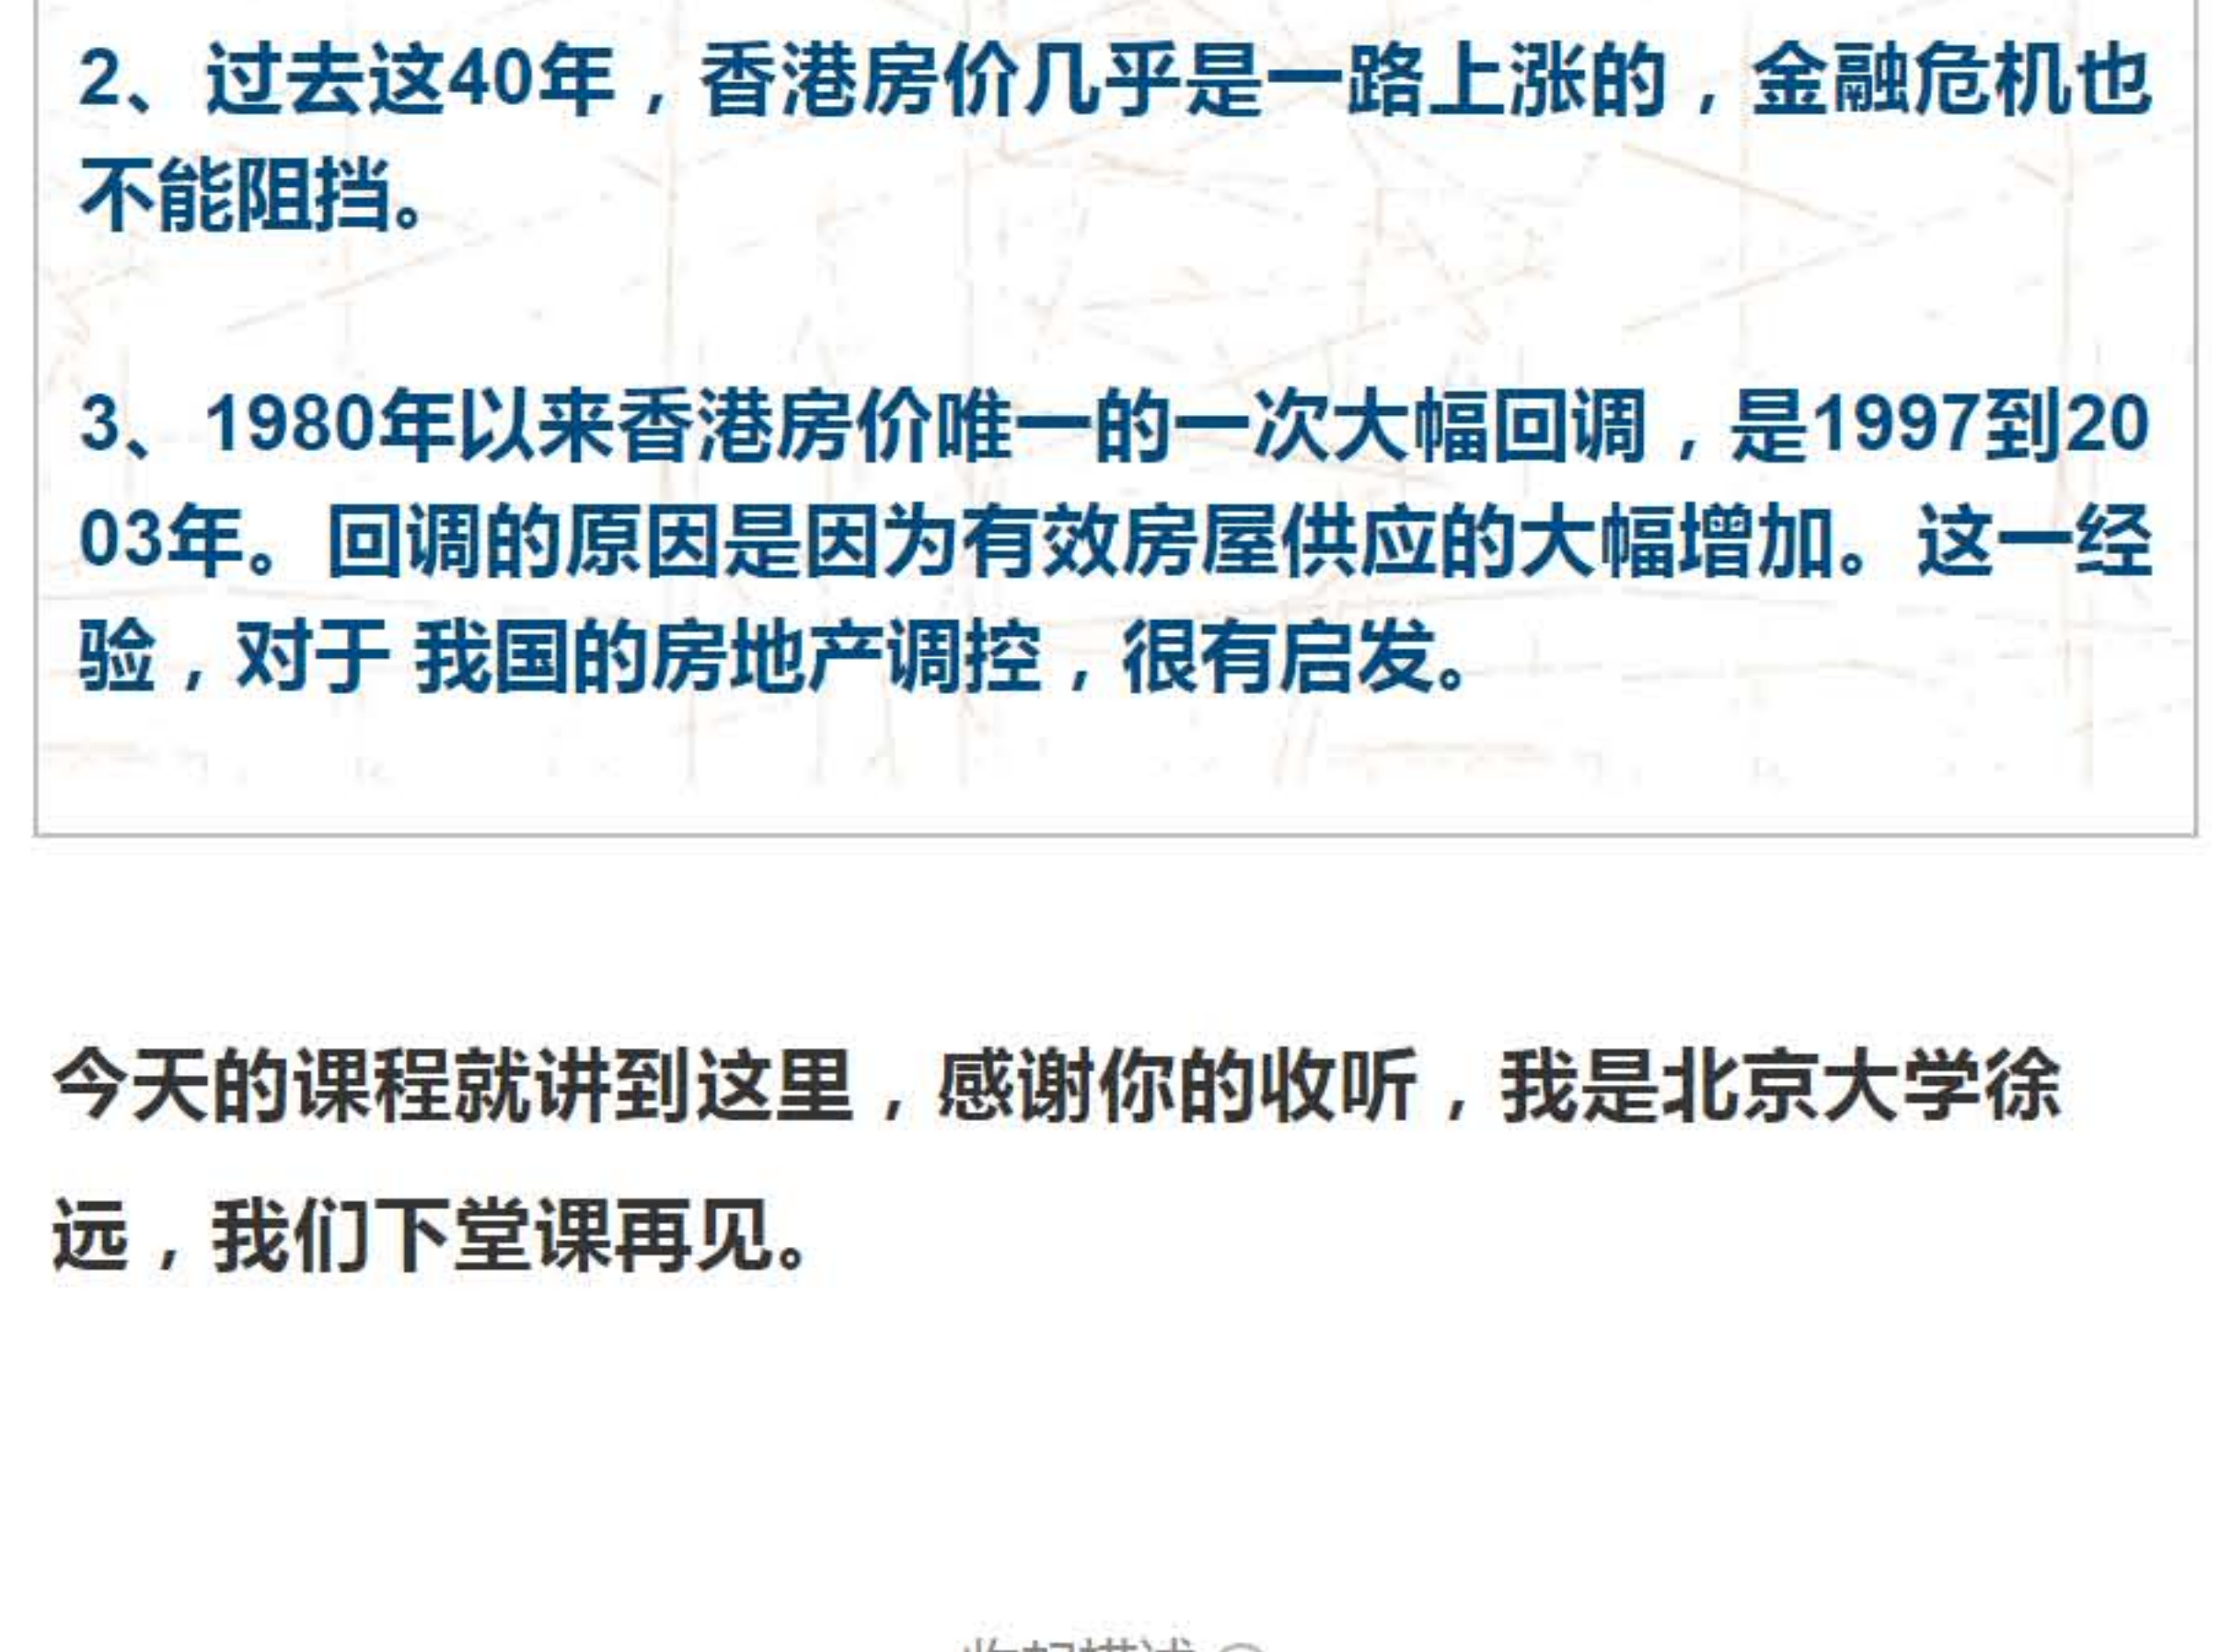 2、过去这40年，香港房价几乎是一路上涨的，金融危机也
不能阻挡。
3、1980年以来香港房价唯一的一次大幅回调，是1997到20
03年。回调的原因是因为有效房屋供应的大幅增加。这一经
验，对于 我国的房地产调控，很有启发。
今天的课程就讲到这里，感谢你的收听，我是北京大学徐
远，我们下堂课再见。